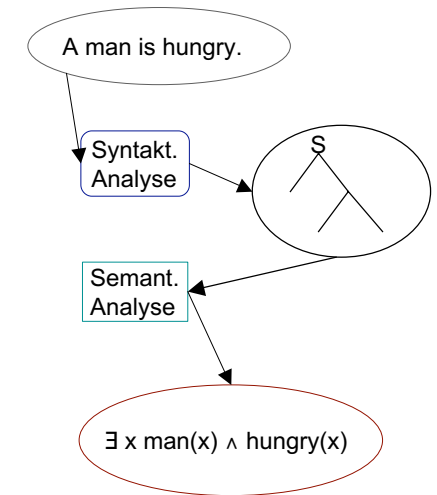 A man is hungry.
Syntakt.
Analyse
S
Semant.
Analyse
∃ x man(x) ∧ hungry(x)